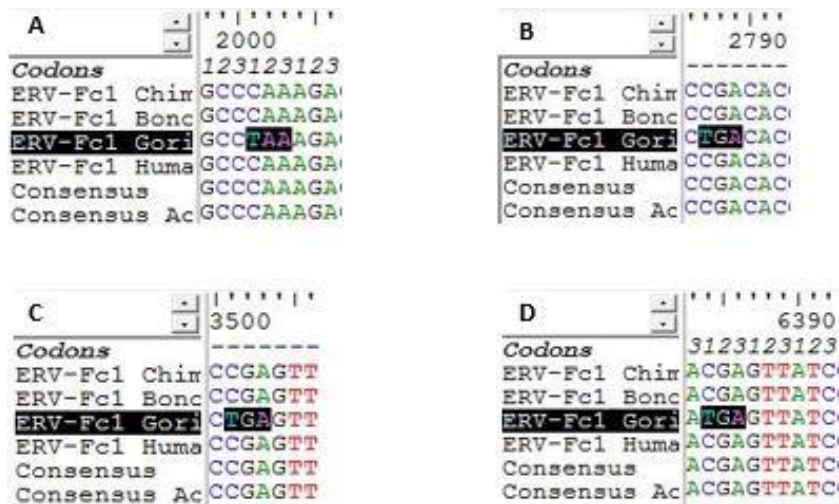 A
2000
Codons 123123123
ERV-Fc1 Chim GCCCAAAGA
ERV-Fc1 Bonc GCCCAAAGA
ERV-Fc1 Gori GCCTAAAGA
ERV-Fc1 Huma GCCCAAAGA
Consensus GCCCAAAGA
Consensus Ac GCCCAAAGA
B
2790
Codons -------
ERV-Fc1 Chim CCGACAC
ERV-Fc1 Bonc CCGACAC
ERV-Fc1 Gori CTGACAC
ERV-Fc1 Huma CCGACAC
Consensus CCGACAC
Consensus Ac CCGACAC
C
3500
Codons -------
ERV-Fc1 Chim CCGAGTT
ERV-Fc1 Bonc CCGAGTT
ERV-Fc1 Gori CTGAGTT
ERV-Fc1 Huma CCGAGTT
Consensus CCGAGTT
Consensus Ac CCGAGTT
D
6390
Codons 3123123123
ERV-Fc1 Chim ACGAGTTATC
ERV-Fc1 Bonc ACGAGTTATC
ERV-Fc1 Gori ATGAGTTATC
ERV-Fc1 Huma ACGAGTTATC
Consensus ACGAGTTATC
Consensus Ac ACGAGTTATC